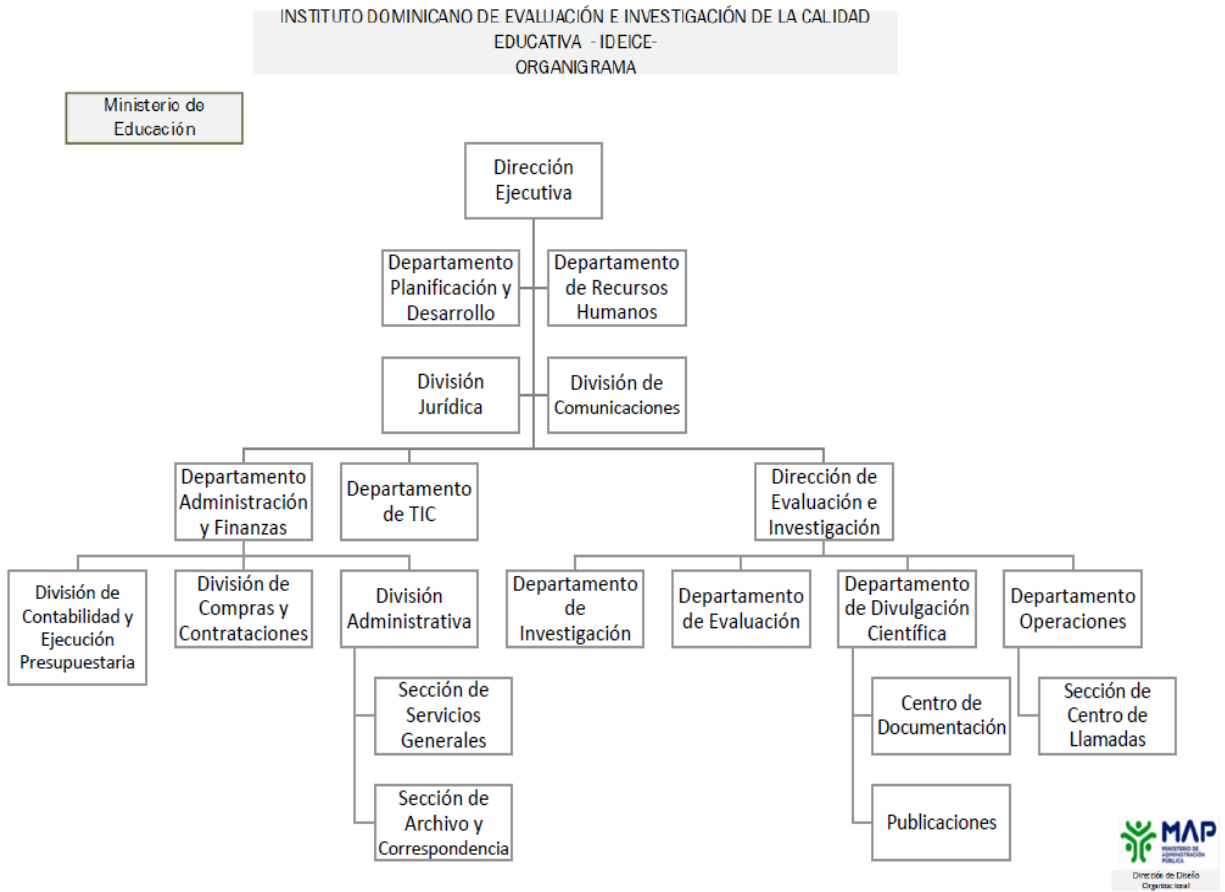 INSTITUTO DOMINICANO DE EVALUACIÓN E INVESTIGACIÓN DE LA CALIDAD
EDUCATIVA - IDEICE-
ORGANIGRAMA
Ministerio de
Educación
Dirección
Ejecutiva
Departamento
Planificación y
Desarrollo
Departamento
de Recursos
Humanos
División
Jurídica
División de
Comunicaciones
Departamento
Administración
y Finanzas
Departamento
de TIC
Dirección de
Evaluación e
Investigación
División de
Contabilidad y
Ejecución
Presupuestaria
División de
Compras y
Contrataciones
División
Administrativa
Departamento
de
Investigación
Departamento
de Evaluación
Departamento
de Divulgación
Científica
Departamento
Operaciones
Sección de
Servicios
Generales
Centro de
Documentación
Sección de
Centro de
Llamadas
Sección de
Archivo y
Correspondencia
Publicaciones
MAP
MINISTERIO DE
ADMINISTRACIÓN
PÚBLICA
Dirección de Diseño
Organizacional